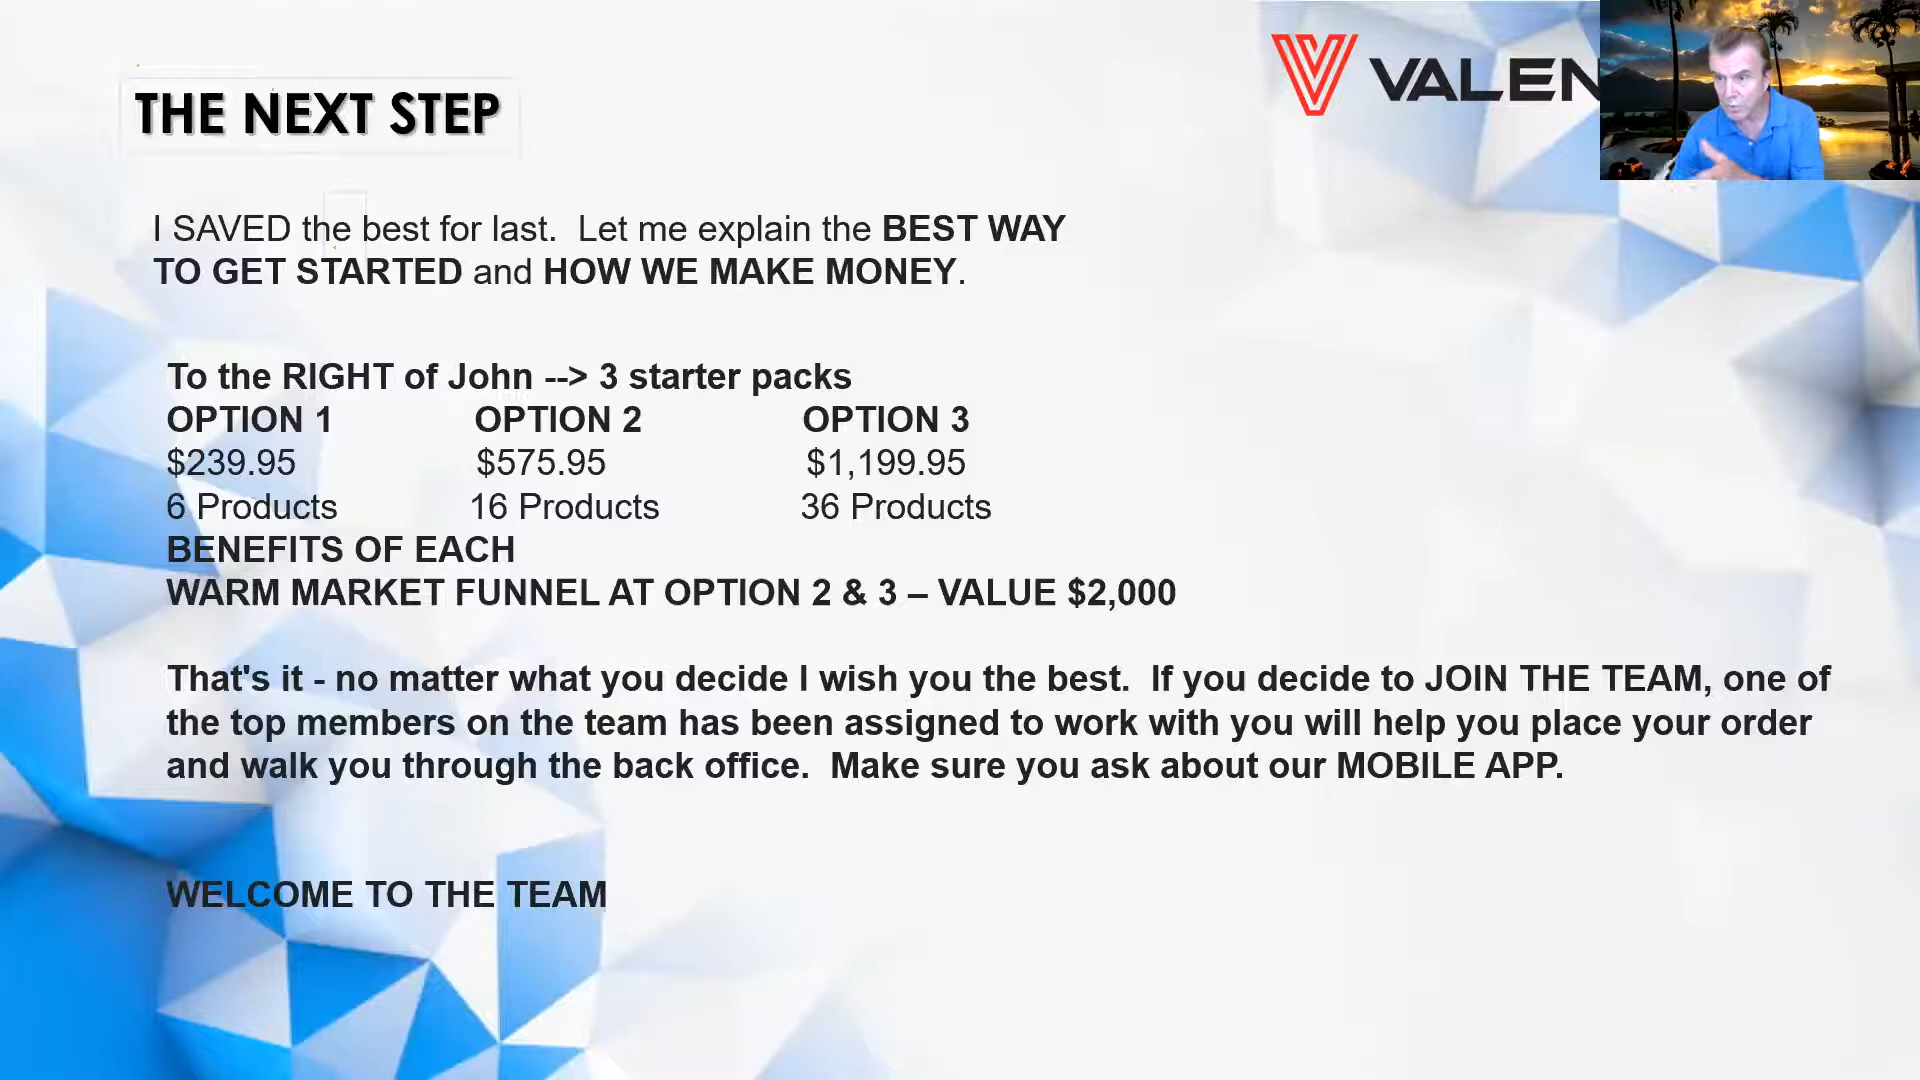 VALEN
THE NEXT STEP
I SAVED the best for last.  Let me explain the BEST WAY
TO GET STARTED and HOW WE MAKE MONEY.
To the RIGHT of John --> 3 starter packs
OPTION 1 OPTION 2 OPTION 3
$239.95 $575.95 $1,199.95
6 Products 16 Products 36 Products
BENEFITS OF EACH
WARM MARKET FUNNEL AT OPTION 2 & 3 – VALUE $2,000
That's it - no matter what you decide I wish you the best.  If you decide to JOIN THE TEAM, one of
the top members on the team has been assigned to work with you will help you place your order
and walk you through the back office.  Make sure you ask about our MOBILE APP.
WELCOME TO THE TEAM